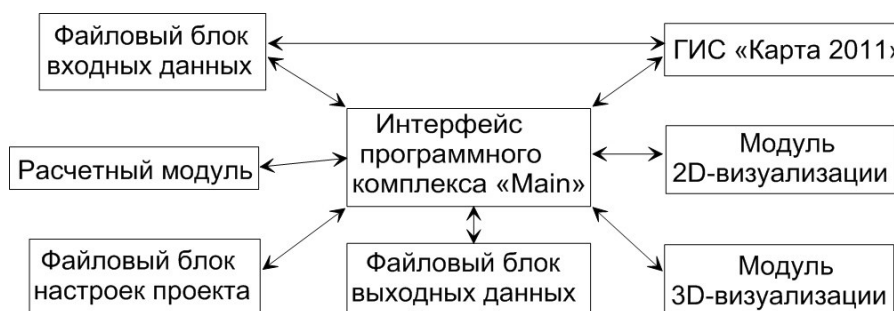 Файловый блок
входных данных
ГИС «Карта 2011»
Интерфейс
программного
комплекса «Main»
Расчетный модуль
Модуль
2D-визуализации
Файловый блок
настроек проекта
Файловый блок
выходных данных
Модуль
3D-визуализации